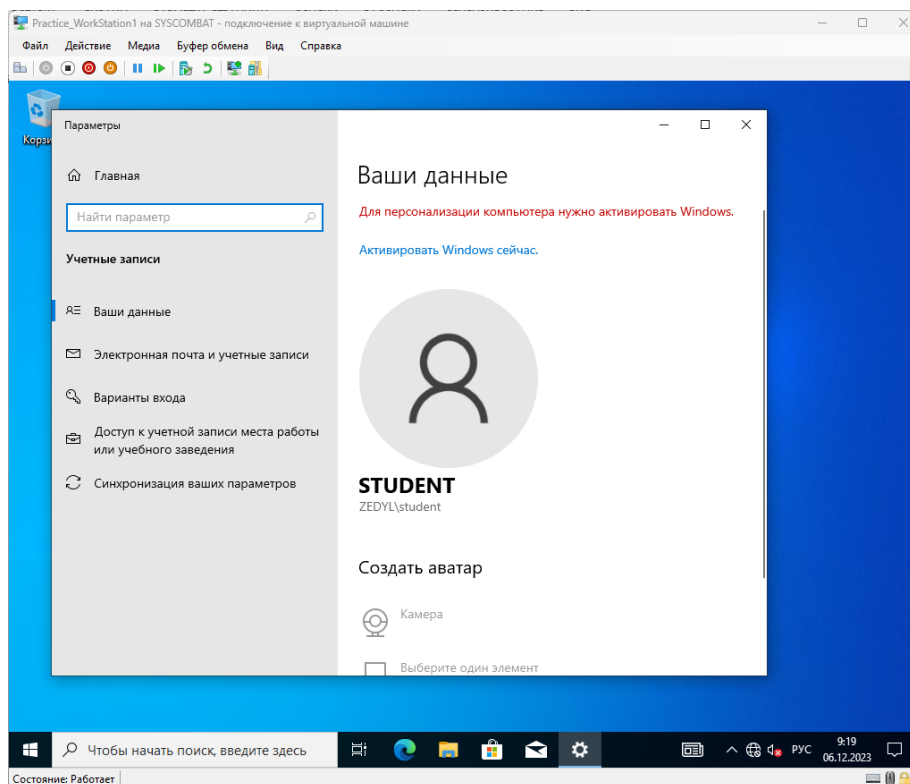 Practice_WorkStation1 на SYSCOMBAT - подключение к виртуальной машине
Файл Действие Медиа Буфер обмена Вид Справка
Корзи
Параметры
Главная
Найти параметр
Учетные записи
Ваши данные
Электронная почта и учетные записи
Варианты входа
Доступ к учетной записи места работы
или учебного заведения
Синхронизация ваших параметров
Ваши данные
Для персонализации компьютера нужно активировать Windows.
Активировать Windows сейчас.
STUDENT
ZEDYL\student
Создать аватар
Камера
Выберите один элемент
Чтобы начать поиск, введите здесь
РУС
9:19
06.12.2023
Состояние: Работает